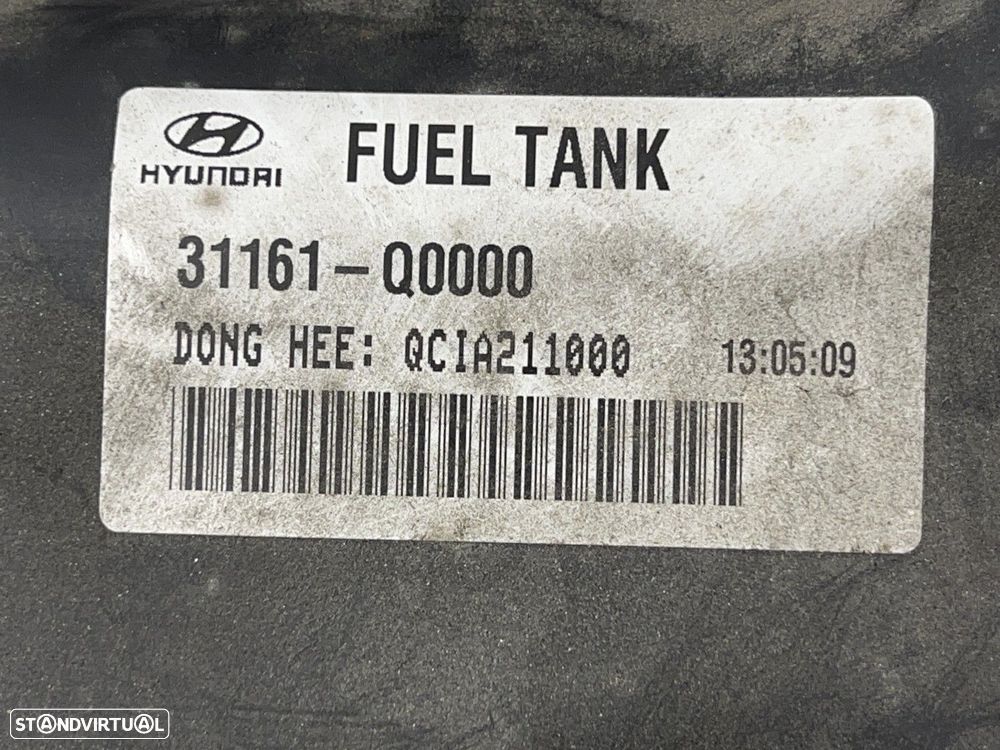 HYUNDAI FUEL TANK
31161-Q0000
DONG HEE: QCIA211000 13:05:09
STANDVIRTUAL